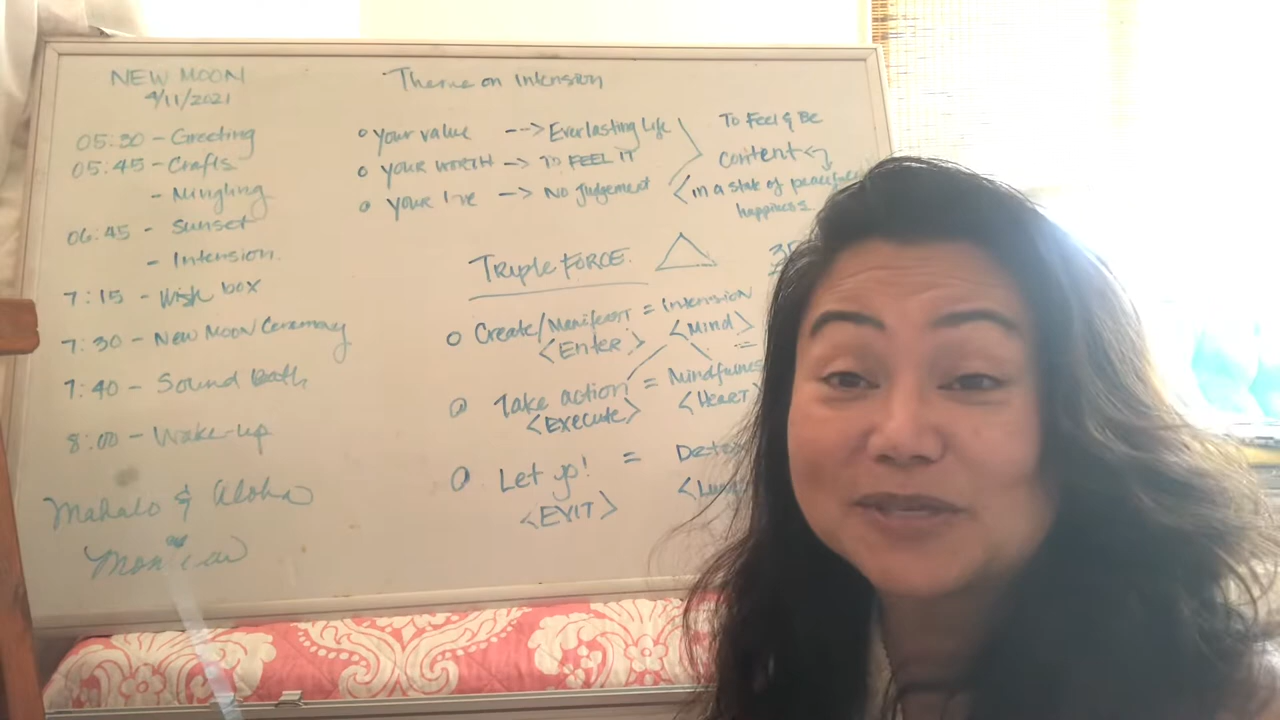 NEW MOON
4/11/2021
05:30 - Greeting
05:45 - Crafts
- Mingling
06:45 - Sunset
- Intension.
7:15 - Wish box
7:30 - New Moon Ceremony
7:40 - Sound Bath
8:00 - Wake-up
Mahalo & Aloha
Monica
Theme on Intension
Your value --> Everlasting Life
YOUR WORTH --> TO FEEL IT
Your --> No Judgement
To Feel & Be
Content
<in a state of peaceful
happiness.
Triple FORCE.
Create/Manifest = Intension
<Enter> <Mind>
Take action = Mindfulness
<Execute> <Heart>
Let go! =
<EXIT>